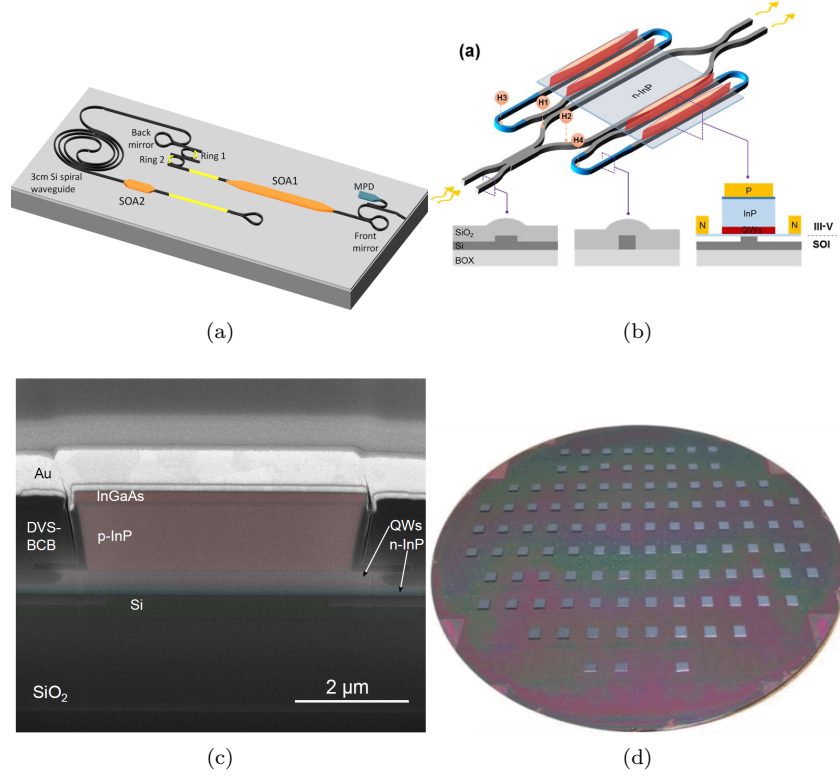 Back
mirror
Ring 1
Ring 2
3cm Si spiral
waveguide
SOA1
SOA2
MPD
Front
mirror
(a)
(a)
n-InP
H3
H1
H2
H4
P
InP
QWs
N
N
III-V
SOI
SiO2
Si
BOX
(b)
Au
InGaAs
DVS-
BCB
p-InP
QWs
n-InP
Si
SiO2
2 μm
(c)
(d)